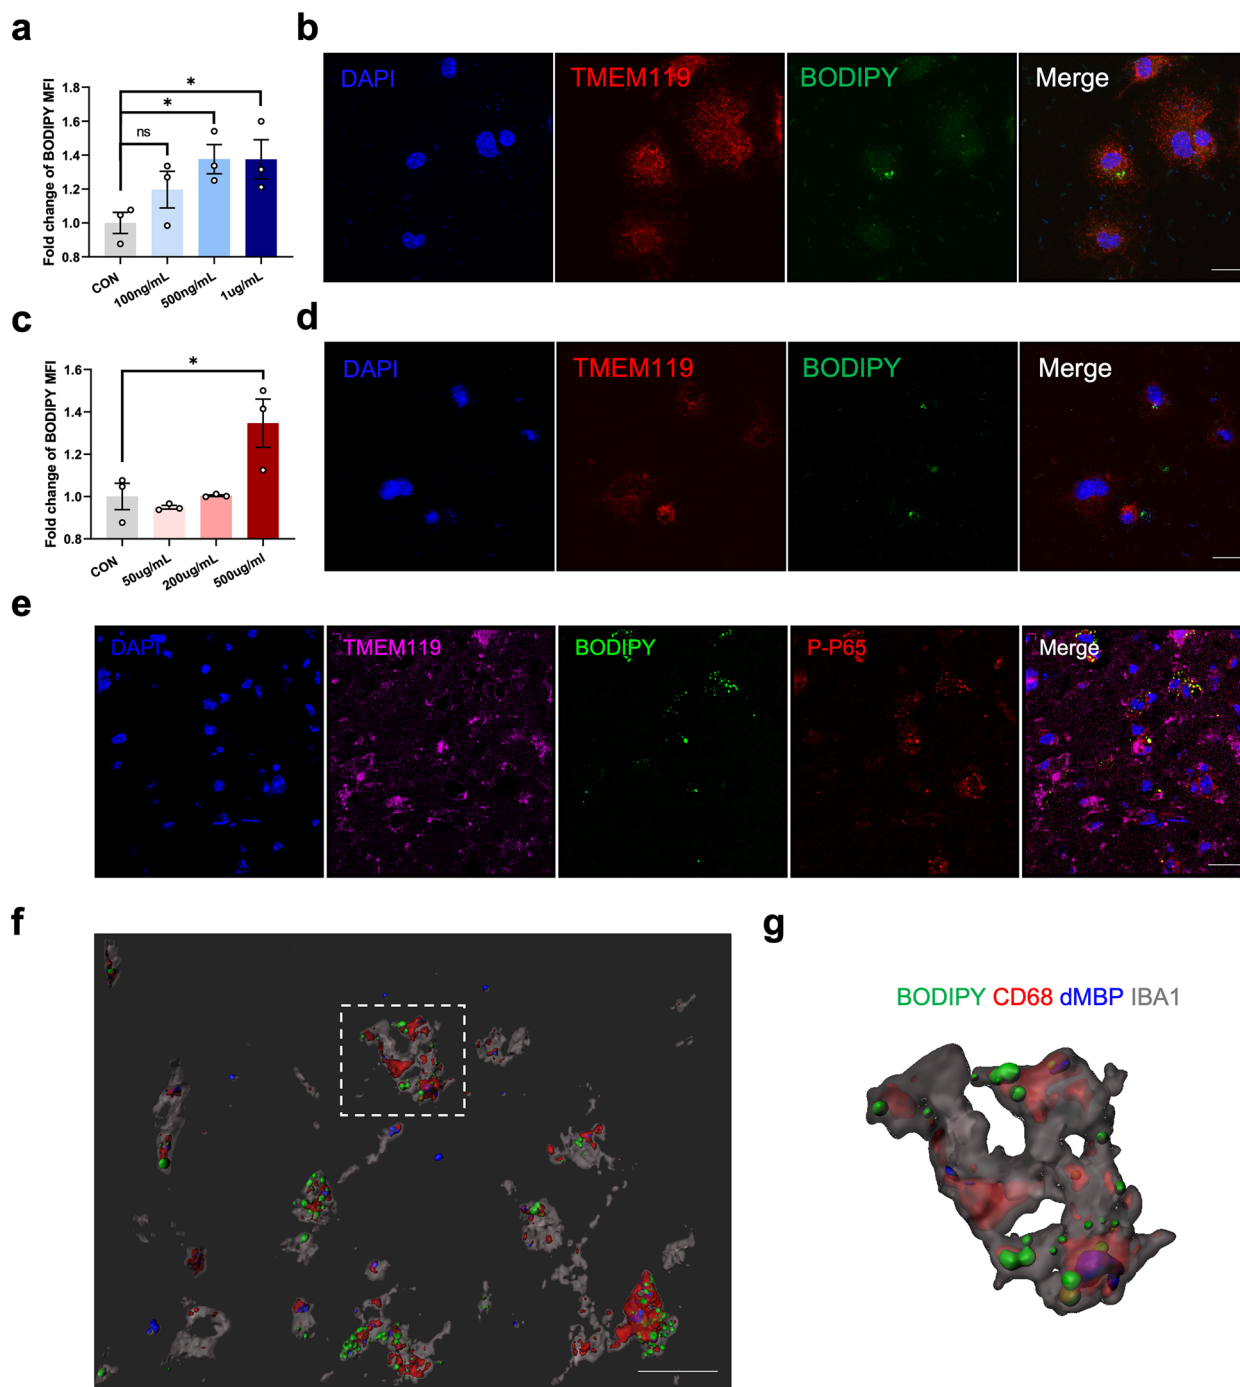 a
Fold change of BODIPY MFI
1.8
1.6
1.4
1.2
1.0
0.8
*
*
ns
CON
100ng/mL
500ng/mL
1ug/mL
b
DAPI
TMEM119
BODIPY
Merge
c
Fold change of BODIPY MFI
1.6
1.4
1.2
1.0
0.8
*
CON
50ug/mL
200ug/mL
500ug/ml
d
DAPI
TMEM119
BODIPY
Merge
e
DAPI
TMEM119
BODIPY
P-P65
Merge
f
g
BODIPY CD68 dMBP IBA1